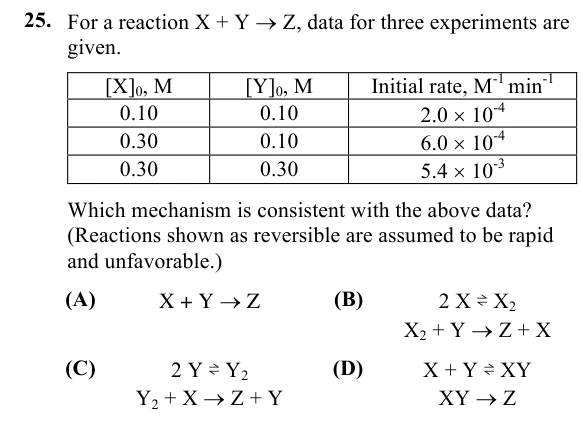 25. For a reaction X + Y → Z, data for three experiments are
given.
[X]₀, M [Y]₀, M Initial rate, M⁻¹ min⁻¹
0.10 0.10 2.0 × 10⁻⁴
0.30 0.10 6.0 × 10⁻⁴
0.30 0.30 5.4 × 10⁻³
Which mechanism is consistent with the above data?
(Reactions shown as reversible are assumed to be rapid
and unfavorable.)
(A) X + Y → Z (B) 2 X ⇌ X₂
X₂ + Y → Z + X
(C) 2 Y ⇌ Y₂ (D) X + Y ⇌ XY
Y₂ + X → Z + Y XY → Z